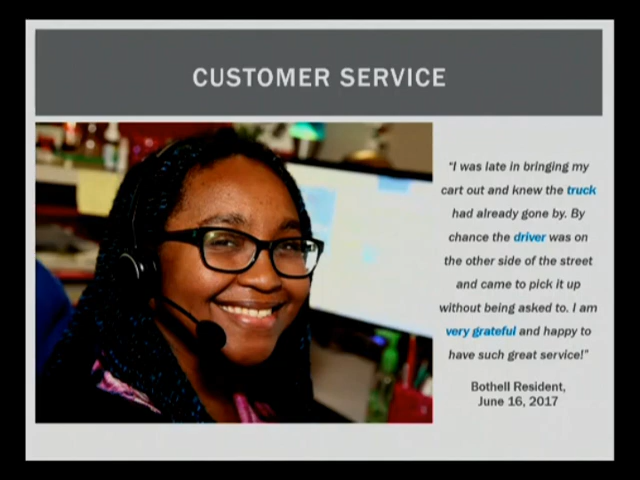 CUSTOMER SERVICE
“I was late in bringing my
cart out and knew the truck
had already gone by. By
chance the driver was on
the other side of the street
and came to pick it up
without being asked to. I am
very grateful and happy to
have such great service!”
Bothell Resident,
June 16, 2017